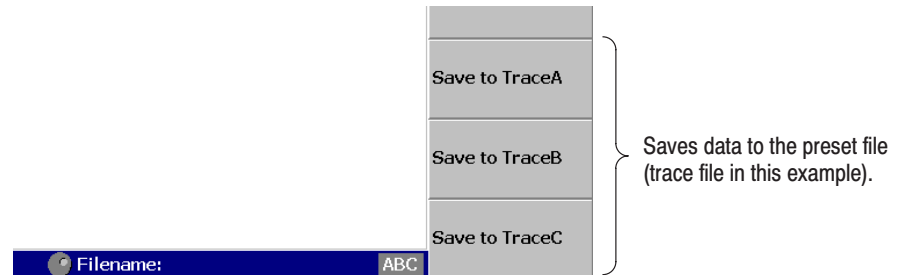 Save to TraceA
Save to TraceB
Saves data to the preset file
(trace file in this example).
Save to TraceC
Filename:
ABC